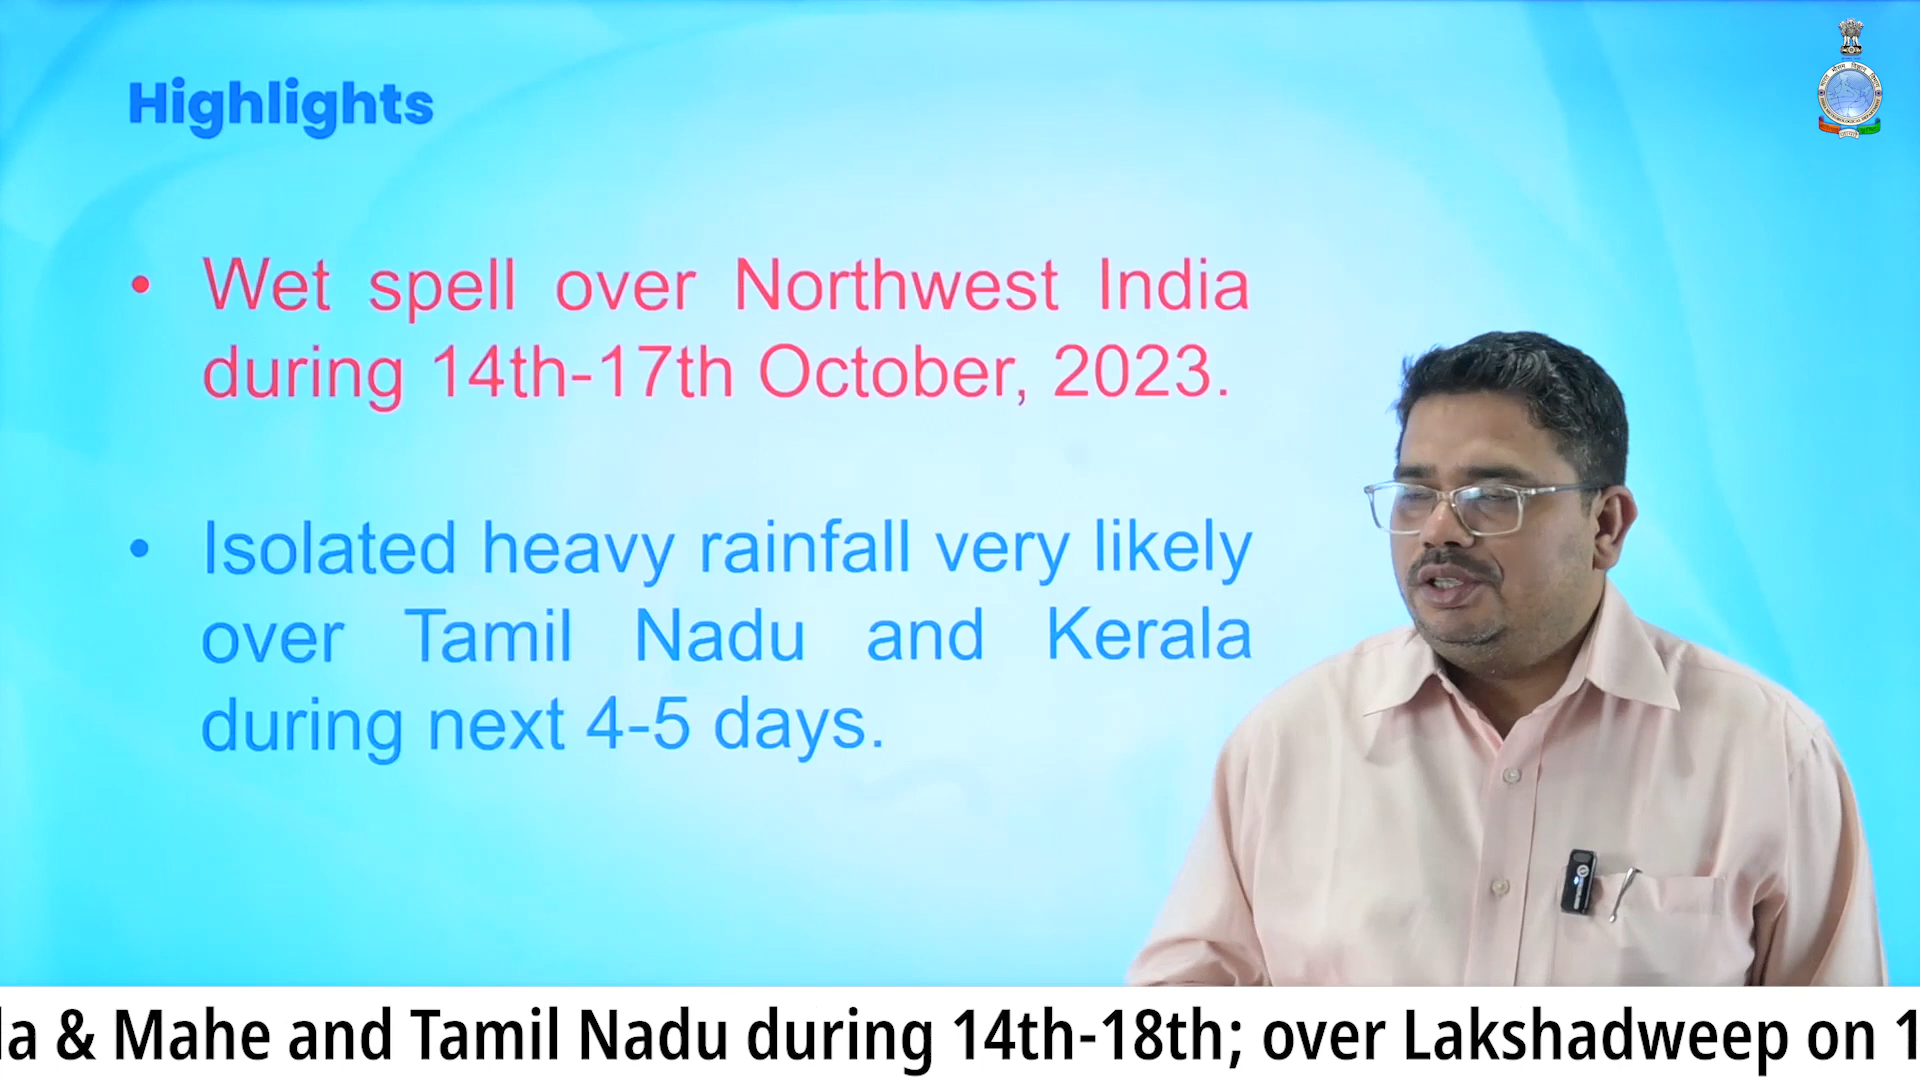 Highlights
• Wet spell over Northwest India
during 14th-17th October, 2023.
• Isolated heavy rainfall very likely
over Tamil Nadu and Kerala
during next 4-5 days.
la & Mahe and Tamil Nadu during 14th-18th; over Lakshadweep on 1